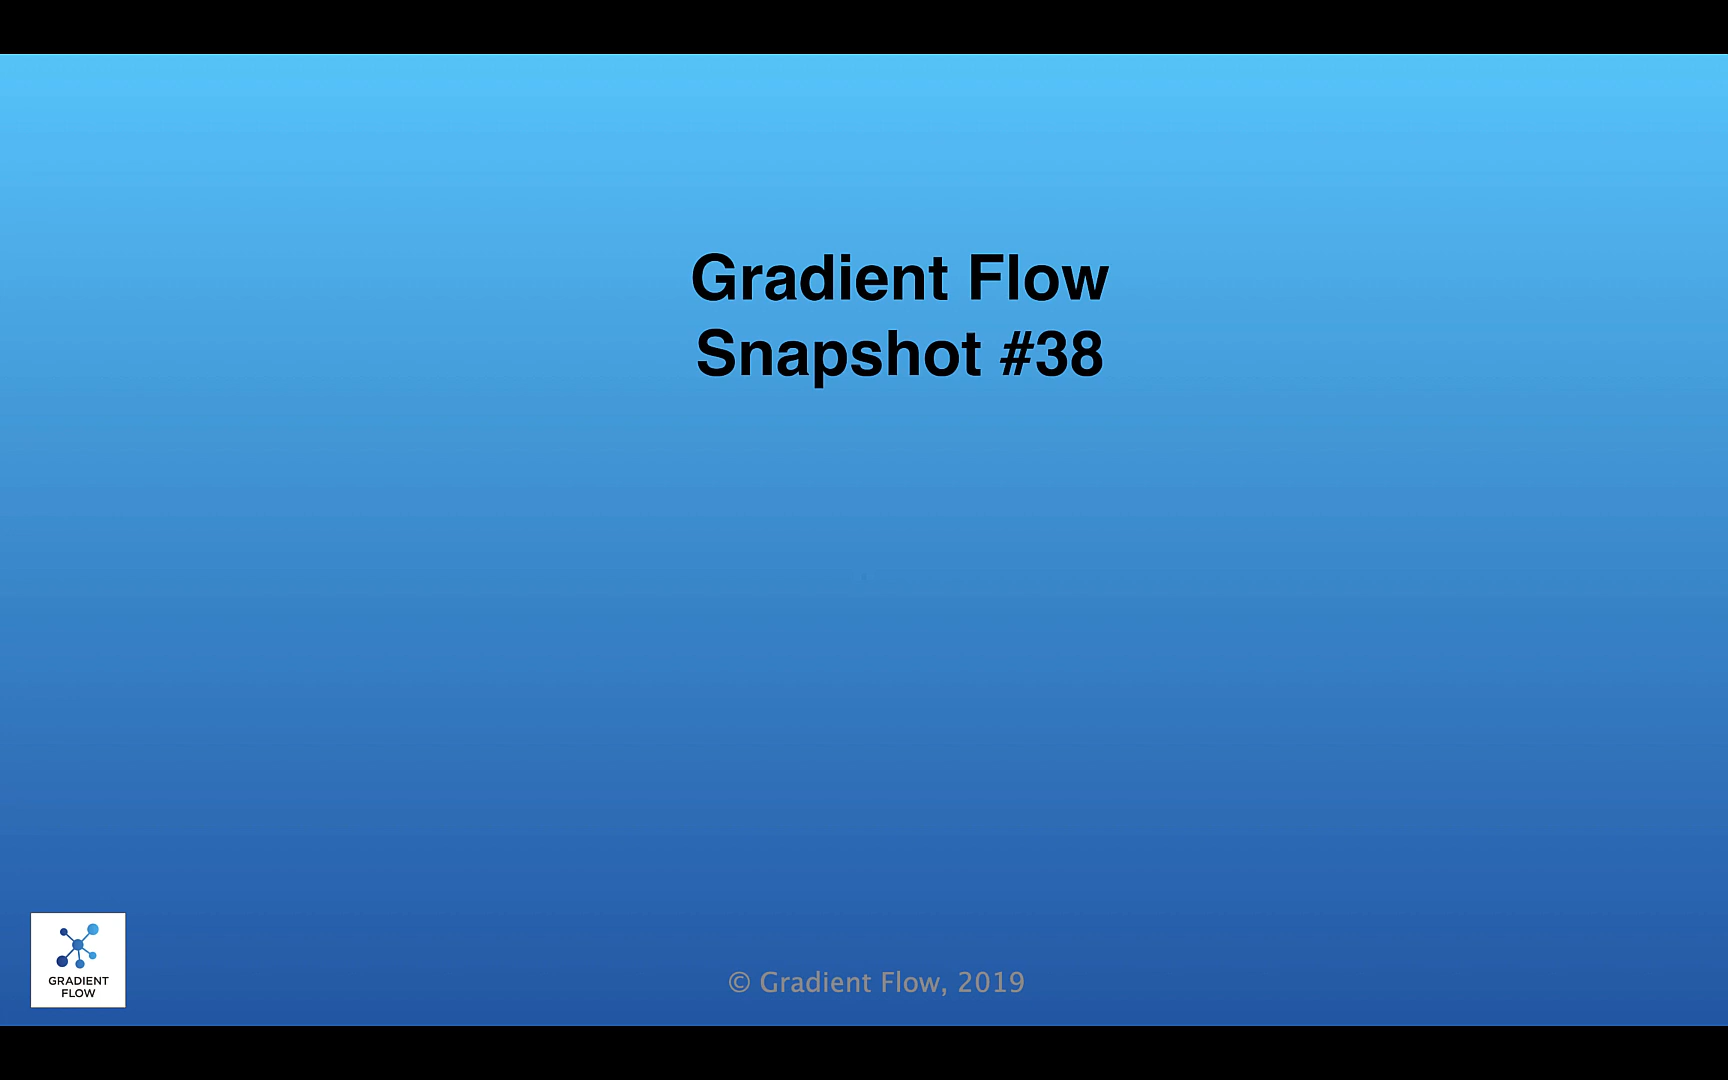 Gradient Flow
Snapshot #38
GRADIENT
FLOW
© Gradient Flow, 2019